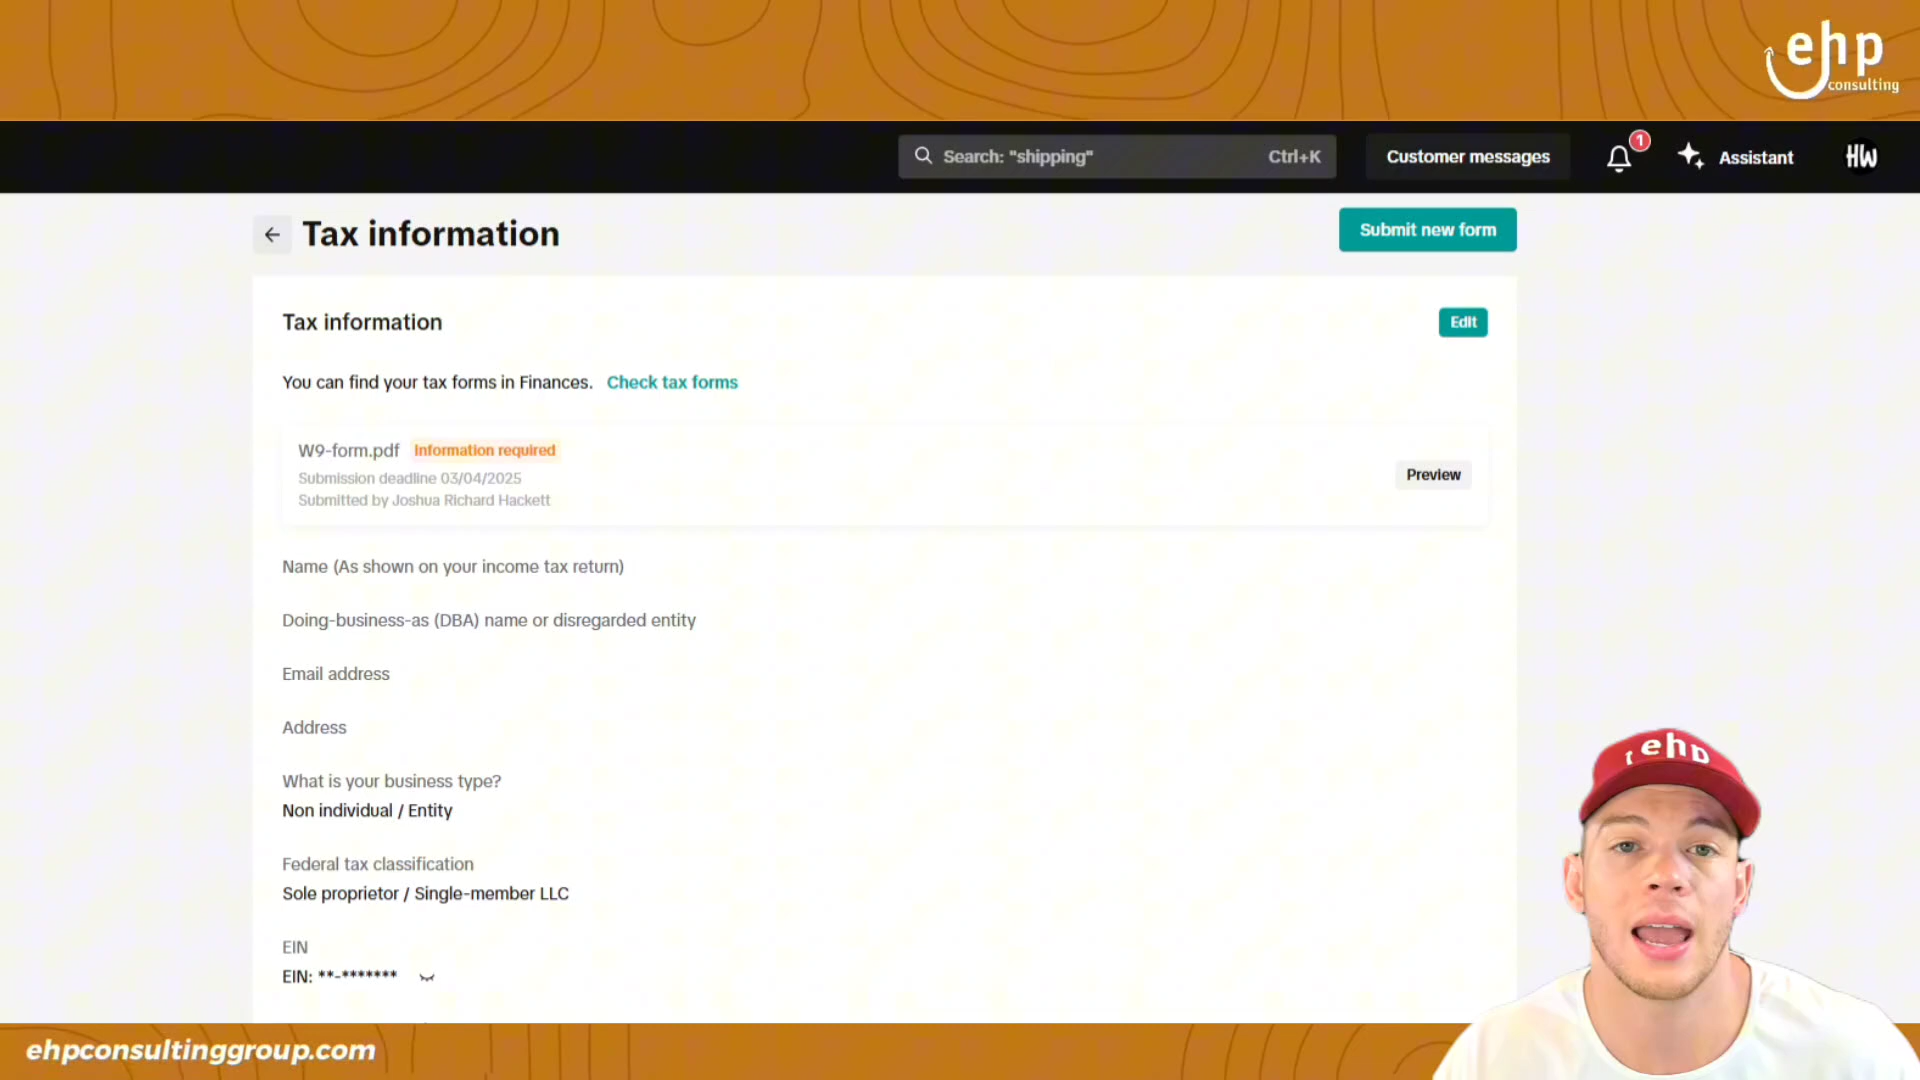 ehp
consulting
Search: "shipping" Ctrl+K
Customer messages
1
Assistant
HW
Tax information
Submit new form
Tax information
Edit
You can find your tax forms in Finances. Check tax forms
W9-form.pdf Information required
Submission deadline 03/04/2025
Submitted by Joshua Richard Hackett
Preview
Name (As shown on your income tax return)
Doing-business-as (DBA) name or disregarded entity
Email address
Address
What is your business type?
Non individual / Entity
Federal tax classification
Sole proprietor / Single-member LLC
EIN
EIN: **-*******
ehp
ehpconsultinggroup.com